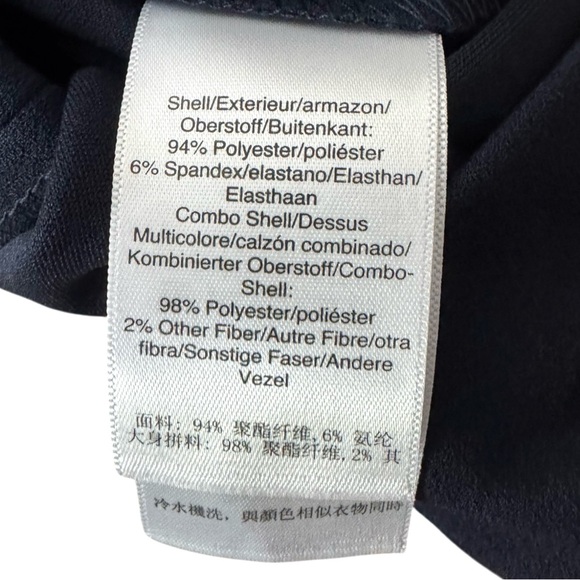 Shell/Exterieur/armazon/
Oberstoff/Buitenkant:
94% Polyester/poliéster
6% Spandex/elastano/Elasthan/
Elasthaan
Combo Shell/Dessus
Multicolore/calzón combinado/
Kombinierter Oberstoff/Combo-
Shell:
98% Polyester/poliéster
2% Other Fiber/Autre Fibre/otra
fibra/Sonstige Faser/Andere
Vezel
面料: 94% 聚酯纤维,6% 氨纶
大身拼料: 98% 聚酯纤维,2% 其
冷水機洗, 與顏色相似衣物同時